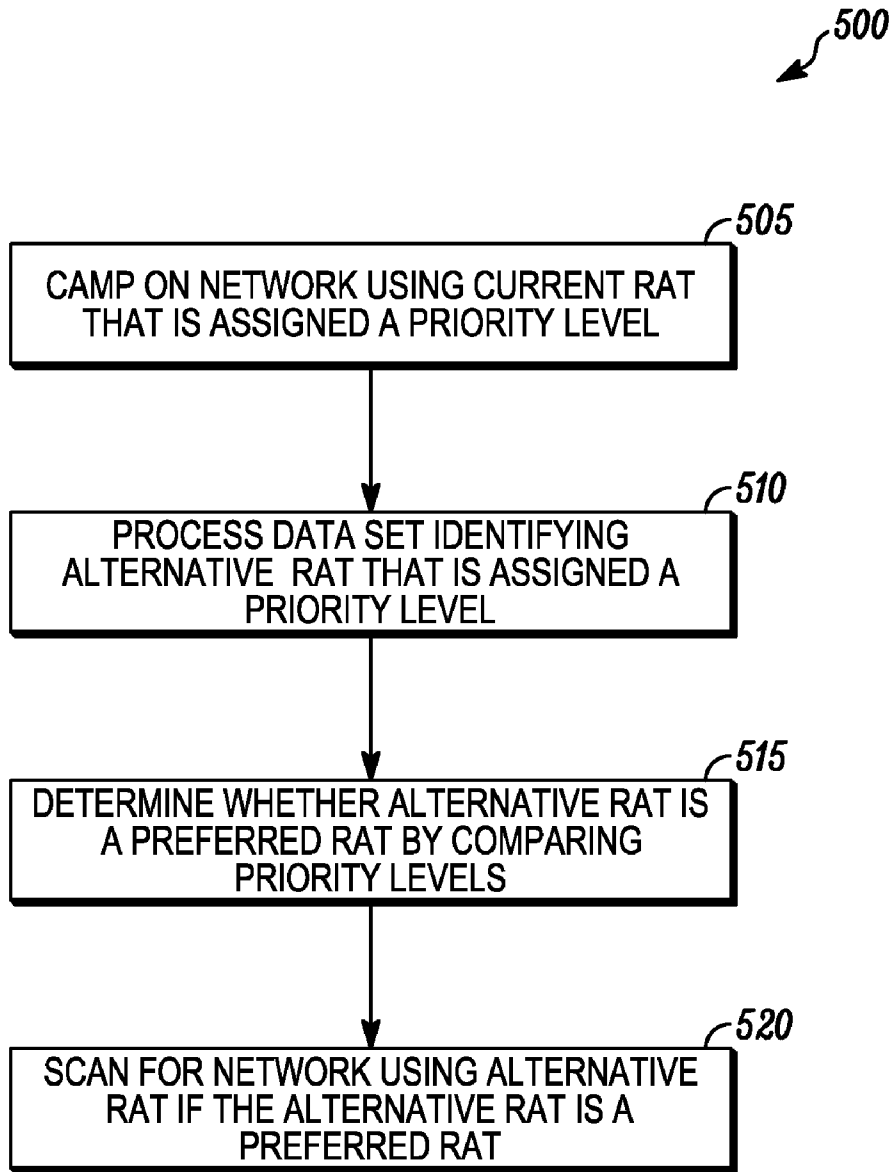 500
505
CAMP ON NETWORK USING CURRENT RAT
THAT IS ASSIGNED A PRIORITY LEVEL
510
PROCESS DATA SET IDENTIFYING
ALTERNATIVE RAT THAT IS ASSIGNED A
PRIORITY LEVEL
515
DETERMINE WHETHER ALTERNATIVE RAT IS
A PREFERRED RAT BY COMPARING
PRIORITY LEVELS
520
SCAN FOR NETWORK USING ALTERNATIVE
RAT IF THE ALTERNATIVE RAT IS A
PREFERRED RAT